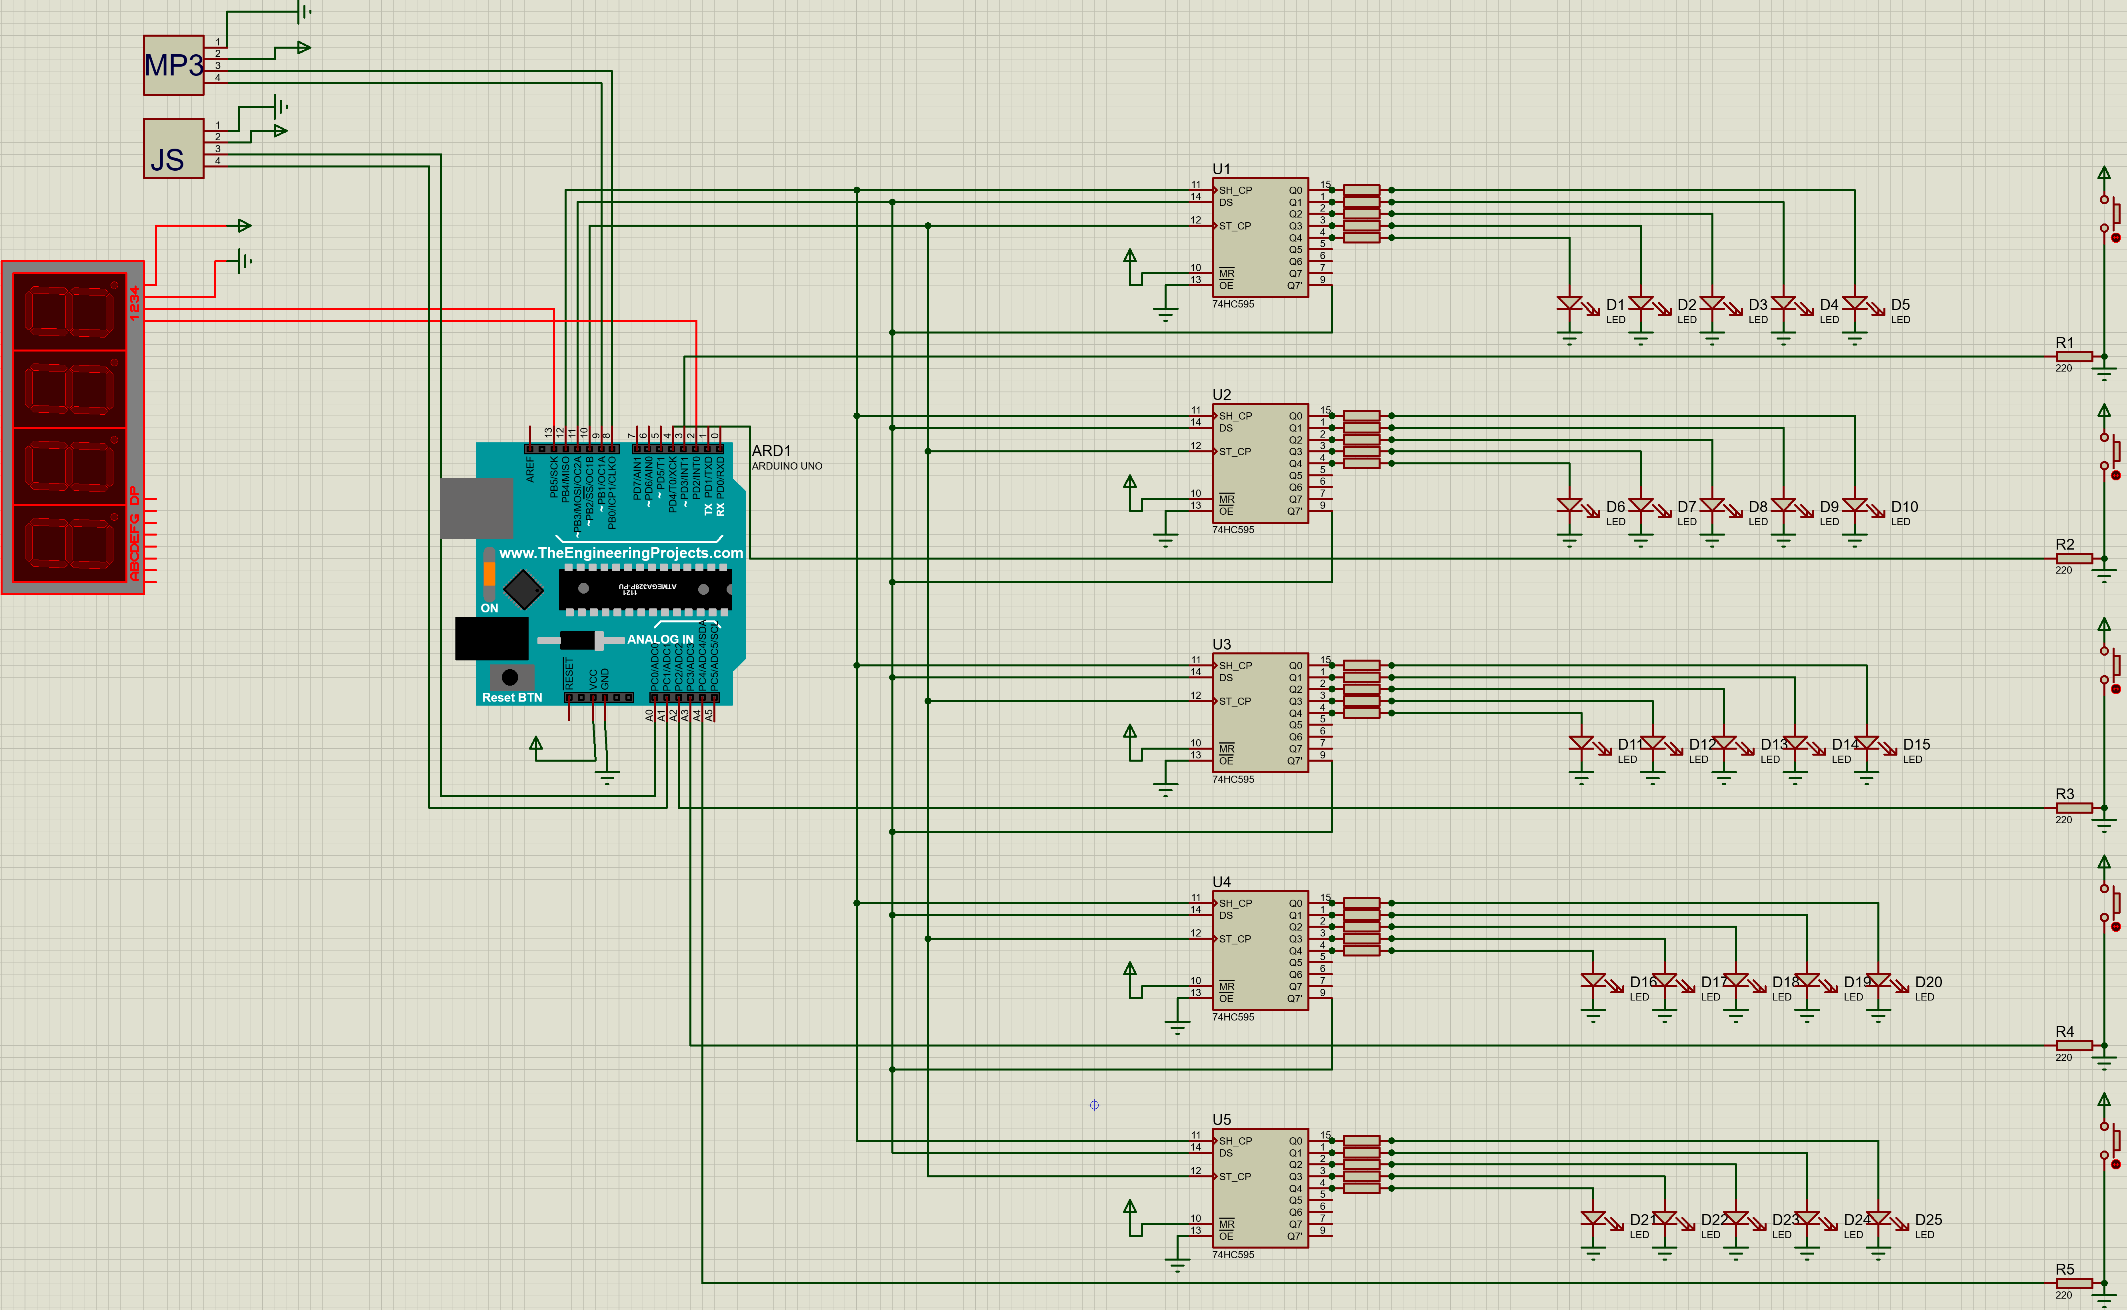 MP3
1
2
3
4
JS
1
2
3
4
1234
ABCDEFG DP
ARD1
ARDUINO UNO
13
12
11
10
9
8
7
6
5
4
3
2
1
0
AREF
PB5/SCK
PB4/MISO
PB3/MOSI/OC2A
PB2/SS/OC1B
PB1/OC1A
PB0/ICP1/CLKO
PD7/AIN1
PD6/AIN0
PD5/T1
PD4/T0/XCK
PD3/INT1
PD2/INT0
PD1/TXD
PD0/RXD
TX
RX
www.TheEngineeringProjects.com
ATMEGA328P-PU
1121
ON
ANALOG IN
Reset BTN
RESET
VCC
GND
PC0/ADC0
PC1/ADC1
PC2/ADC2
PC3/ADC3
PC4/ADC4/SDA
PC5/ADC5/SCL
A0
A1
A2
A3
A4
A5
U1
11 SH_CP Q0 15
14 DS Q1 1
Q2 2
12 ST_CP Q3 3
Q4 4
Q5 5
Q6 6
10 MR Q7 7
13 OE Q7' 9
74HC595
D1 LED
D2 LED
D3 LED
D4 LED
D5 LED
R1
220
U2
11 SH_CP Q0 15
14 DS Q1 1
Q2 2
12 ST_CP Q3 3
Q4 4
Q5 5
Q6 6
10 MR Q7 7
13 OE Q7' 9
74HC595
D6 LED
D7 LED
D8 LED
D9 LED
D10 LED
R2
220
U3
11 SH_CP Q0 15
14 DS Q1 1
Q2 2
12 ST_CP Q3 3
Q4 4
Q5 5
Q6 6
10 MR Q7 7
13 OE Q7' 9
74HC595
D11 LED
D12 LED
D13 LED
D14 LED
D15 LED
R3
220
U4
11 SH_CP Q0 15
14 DS Q1 1
Q2 2
12 ST_CP Q3 3
Q4 4
Q5 5
Q6 6
10 MR Q7 7
13 OE Q7' 9
74HC595
D16 LED
D17 LED
D18 LED
D19 LED
D20 LED
R4
220
U5
11 SH_CP Q0 15
14 DS Q1 1
Q2 2
12 ST_CP Q3 3
Q4 4
Q5 5
Q6 6
10 MR Q7 7
13 OE Q7' 9
74HC595
D21 LED
D22 LED
D23 LED
D24 LED
D25 LED
R5
220